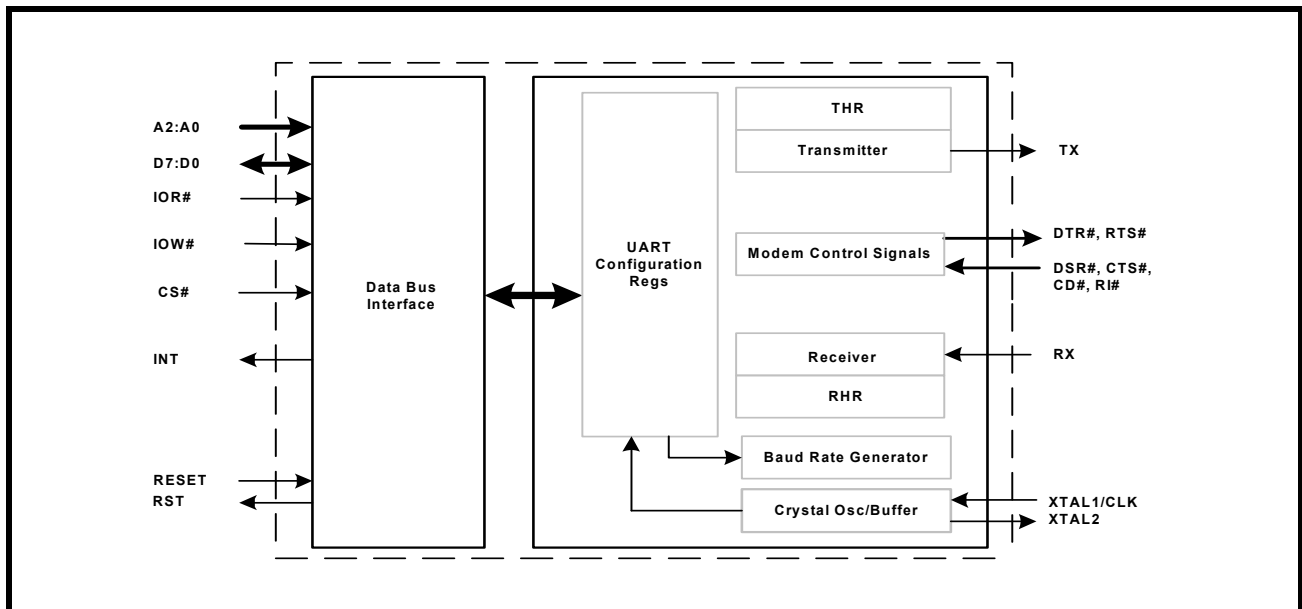 A2:A0
D7:D0
IOR#
IOW#
CS#
INT
RESET
RST
Data Bus
Interface
UART
Configuration
Regs
THR
Transmitter
Modem Control Signals
Receiver
RHR
Baud Rate Generator
Crystal Osc/Buffer
TX
DTR#, RTS#
DSR#, CTS#,
CD#, RI#
RX
XTAL1/CLK
XTAL2